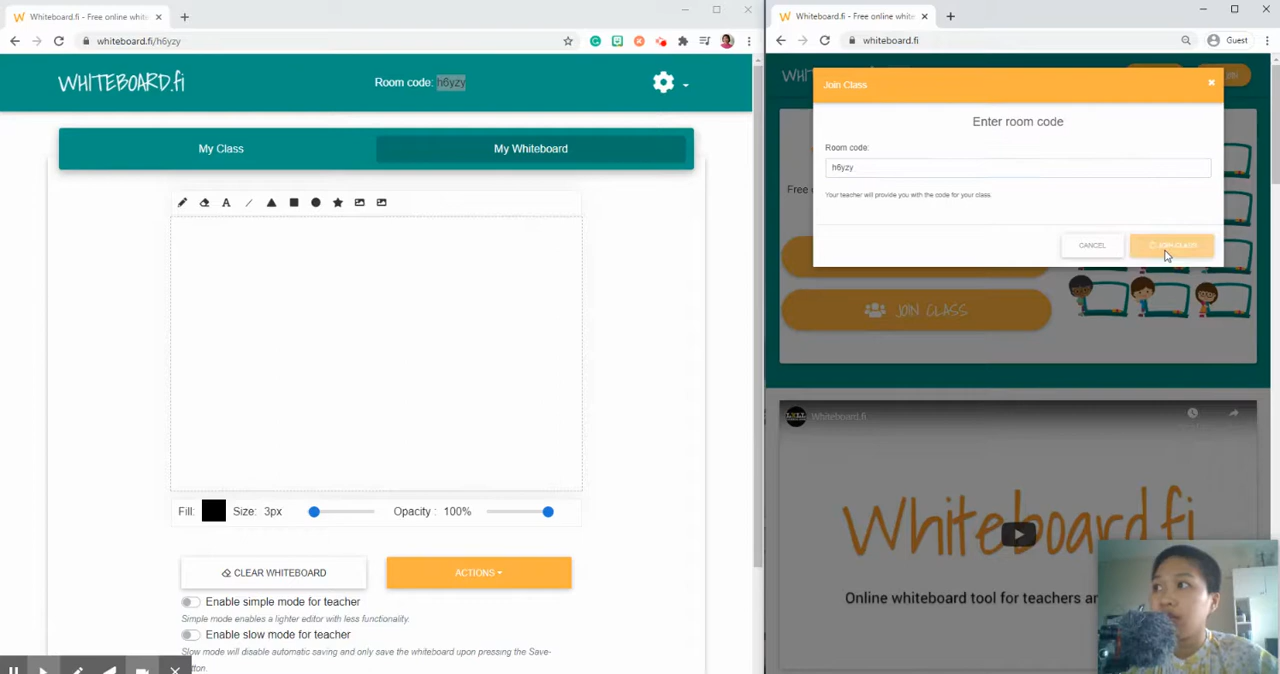 Whiteboard.fi - Free online white
whiteboard.fi/h6yzy
WHITEBOARD.fi
Room code: h6yzy
My Class
My Whiteboard
A
Fill:
Size: 3px
Opacity : 100%
CLEAR WHITEBOARD
ACTIONS
Enable simple mode for teacher
Simple mode enables a lighter editor with less functionality.
Enable slow mode for teacher
Slow mode will disable automatic saving and only save the whiteboard upon pressing the Save-
button.
Whiteboard.fi - Free online white
whiteboard.fi
Guest
JOIN
Join Class
Enter room code
Room code:
h6yzy
Your teacher will provide you with the code for your class.
CANCEL
JOIN CLASS
JOIN CLASS
Whiteboard.fi
Whiteboard.fi
Online whiteboard tool for teachers